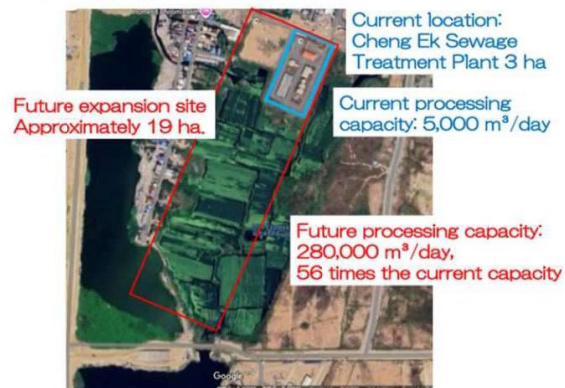 Current location:
Cheng Ek Sewage
Treatment Plant 3 ha
Future expansion site
Approximately 19 ha.
Current processing
capacity: 5,000 m³/day
Future processing capacity:
280,000 m³/day,
56 times the current capacity
Google